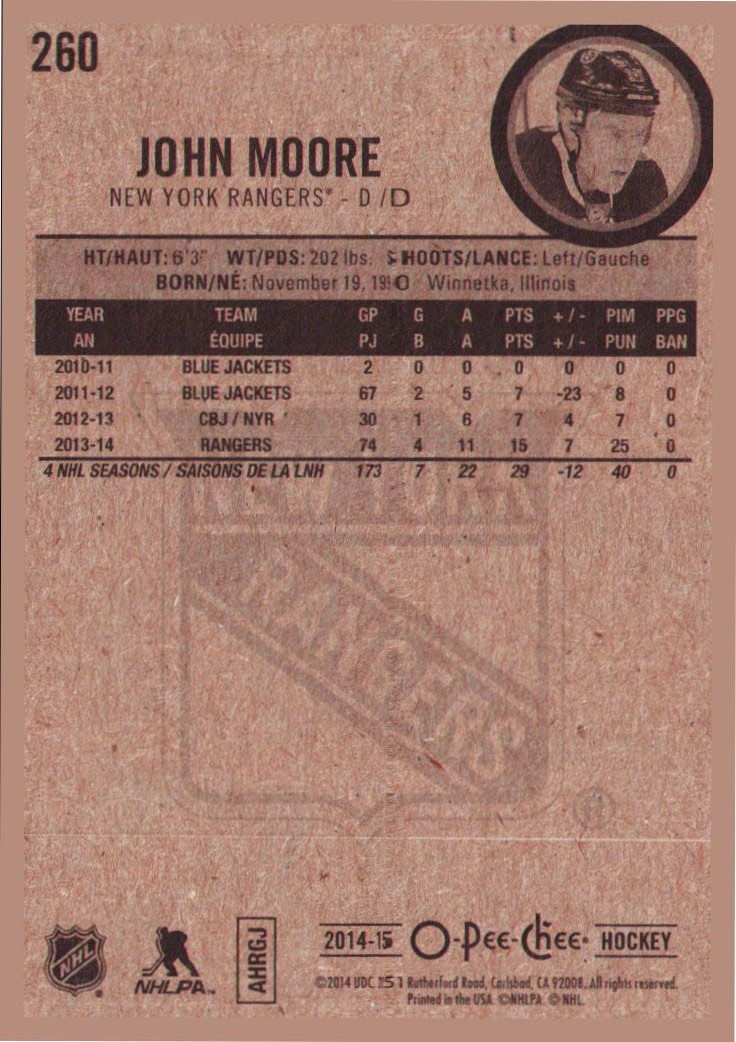 260
JOHN MOORE
NEW YORK RANGERS® - D / D
HT/HAUT: 6'3" WT/PDS: 202 lbs. SHOOTS/LANCE: Left/Gauche
BORN/NÉ: November 19, 1990 Winnetka, Illinois
YEAR TEAM GP G A PTS +/- PIM PPG
AN ÉQUIPE PJ B A PTS +/- PUN BAN
2010-11 BLUE JACKETS 2 0 0 0 0 0 0
2011-12 BLUE JACKETS 67 2 5 7 -23 8 0
2012-13 CBJ / NYR 30 1 6 7 4 7 0
2013-14 RANGERS 74 4 11 15 7 25 0
4 NHL SEASONS / SAISONS DE LA LNH 173 7 22 29 -12 40 0
NEW YORK
RANGERS
®
NHL
NHLPA™
AHRGJ
2014-15 O-Pee-Chee® HOCKEY
©2014 UDC Rutherford Road, Carlsbad, CA 92008. All rights reserved.
Printed in the USA. ©NHLPA. © NHL.